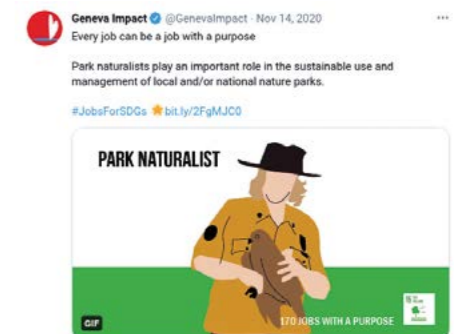 Geneva Impact @GenevaImpact · Nov 14, 2020
Every job can be a job with a purpose
Park naturalists play an important role in the sustainable use and
management of local and/or national nature parks.
#JobsForSDGs bit.ly/2FgMJC0
PARK NATURALIST
170 JOBS WITH A PURPOSE
GIF